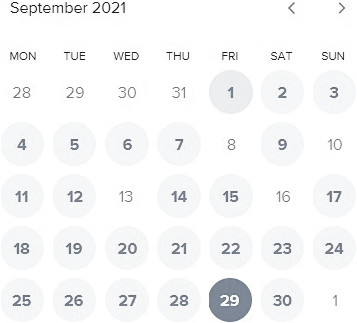 September 2021
MON TUE WED THU FRI SAT SUN
28 29 30 31 1 2 3
4 5 6 7 8 9 10
11 12 13 14 15 16 17
18 19 20 21 22 23 24
25 26 27 28 29 30 1